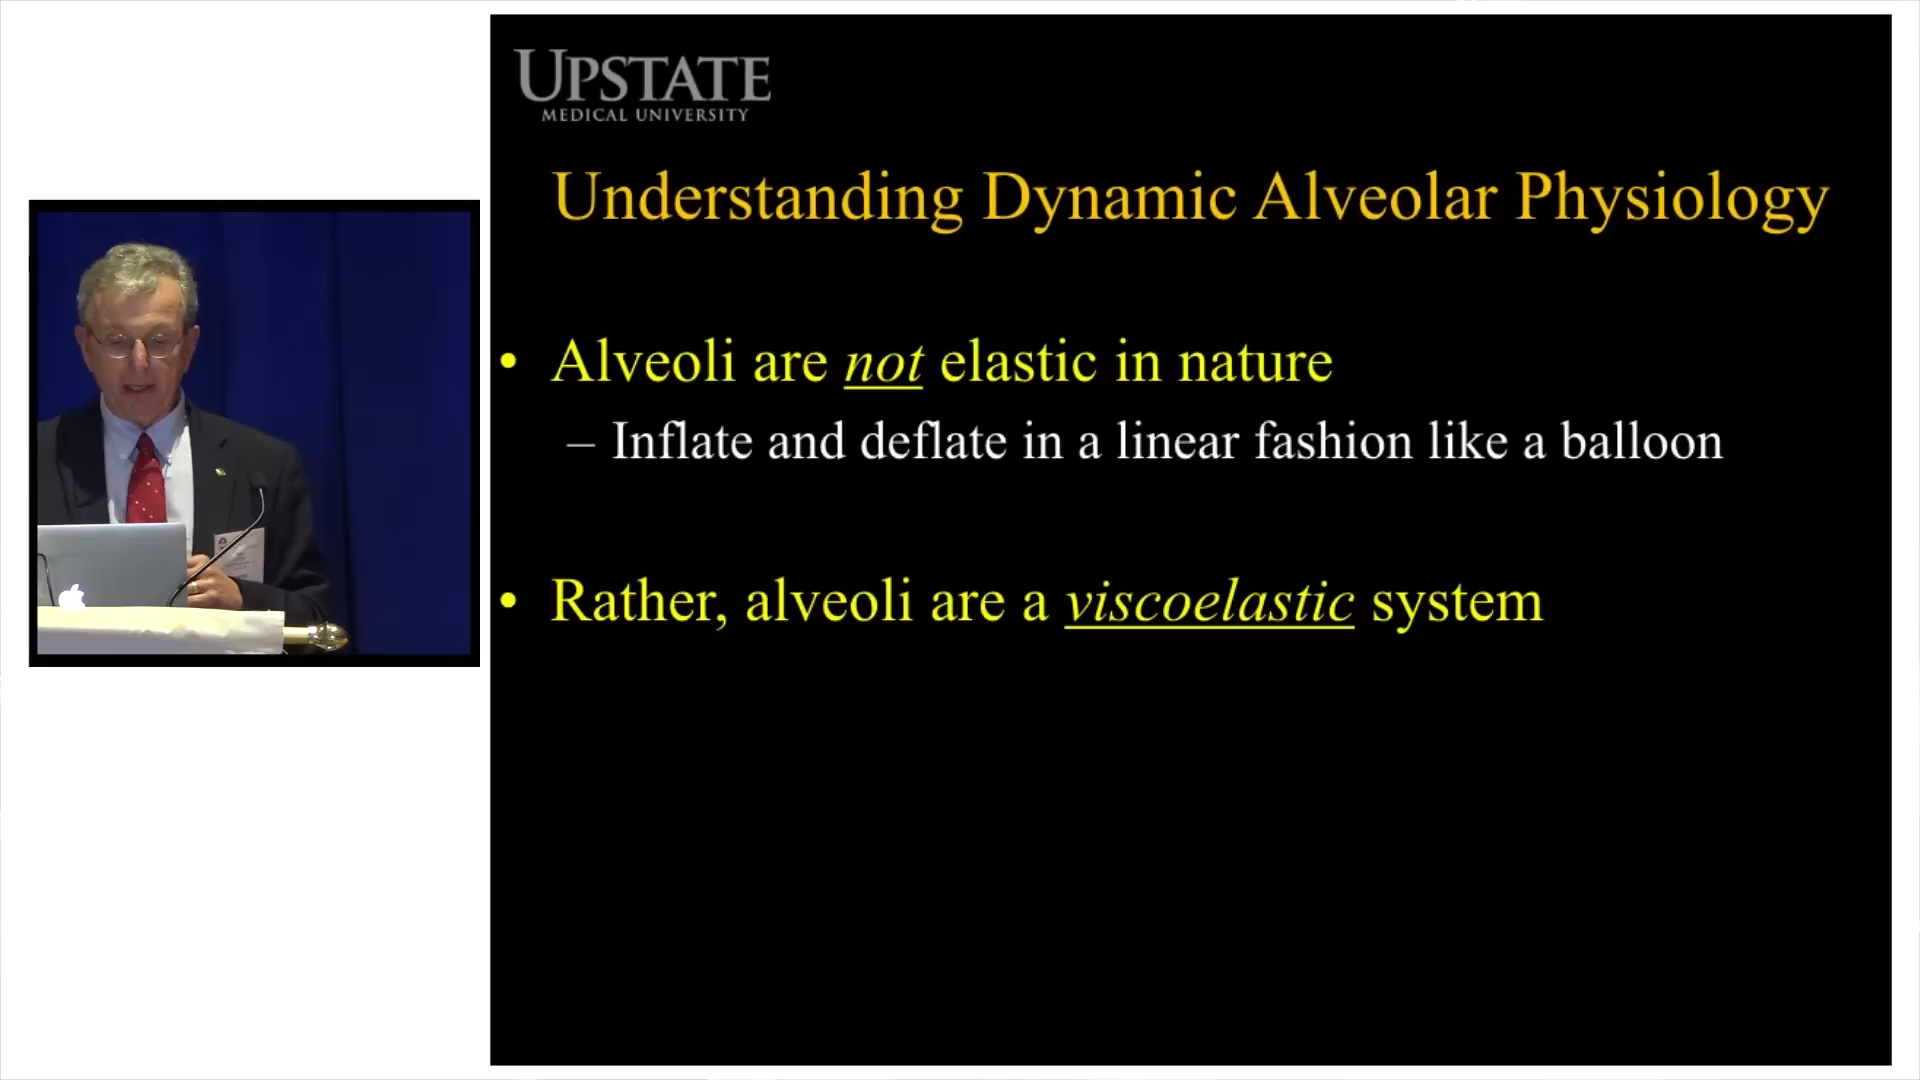 UPSTATE
MEDICAL UNIVERSITY
Understanding Dynamic Alveolar Physiology
• Alveoli are not elastic in nature
– Inflate and deflate in a linear fashion like a balloon
• Rather, alveoli are a viscoelastic system